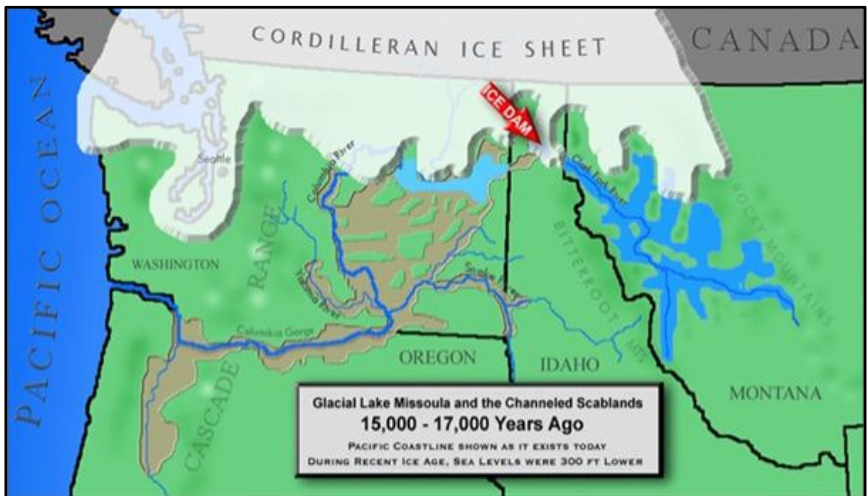 CORDILLERAN ICE SHEET
CANADA
ICE DAM
PACIFIC OCEAN
Seattle
Columbia River
Clark Fork River
ROCKY MOUNTAINS
CASCADE RANGE
WASHINGTON
Yakima River
Snake River
BITTERROOT MTS
Columbia Gorge
OREGON
IDAHO
MONTANA
Glacial Lake Missoula and the Channeled Scablands
15,000 - 17,000 Years Ago
PACIFIC COASTLINE SHOWN AS IT EXISTS TODAY
DURING RECENT ICE AGE, SEA LEVELS WERE 300 FT LOWER